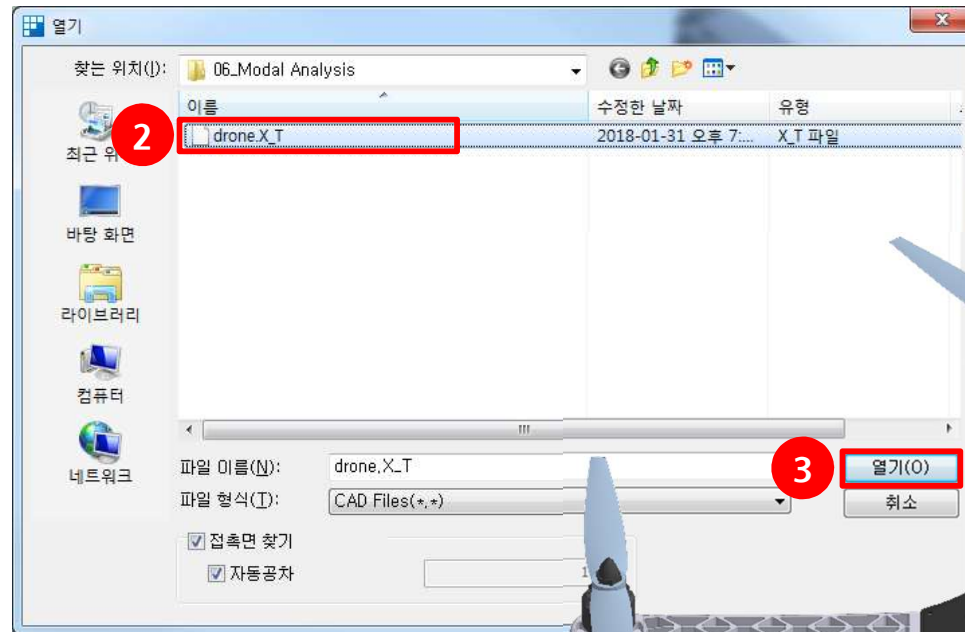 열기
찾는 위치(I): 06_Modal Analysis
이름 수정한 날짜 유형
2 drone.X_T 2018-01-31 오후 7:... X_T 파일
최근 위
바탕 화면
라이브러리
컴퓨터
네트워크
파일 이름(N): drone.X_T 3 열기(O)
파일 형식(T): CAD Files(*.*) 취소
접촉면 찾기
자동공차 1